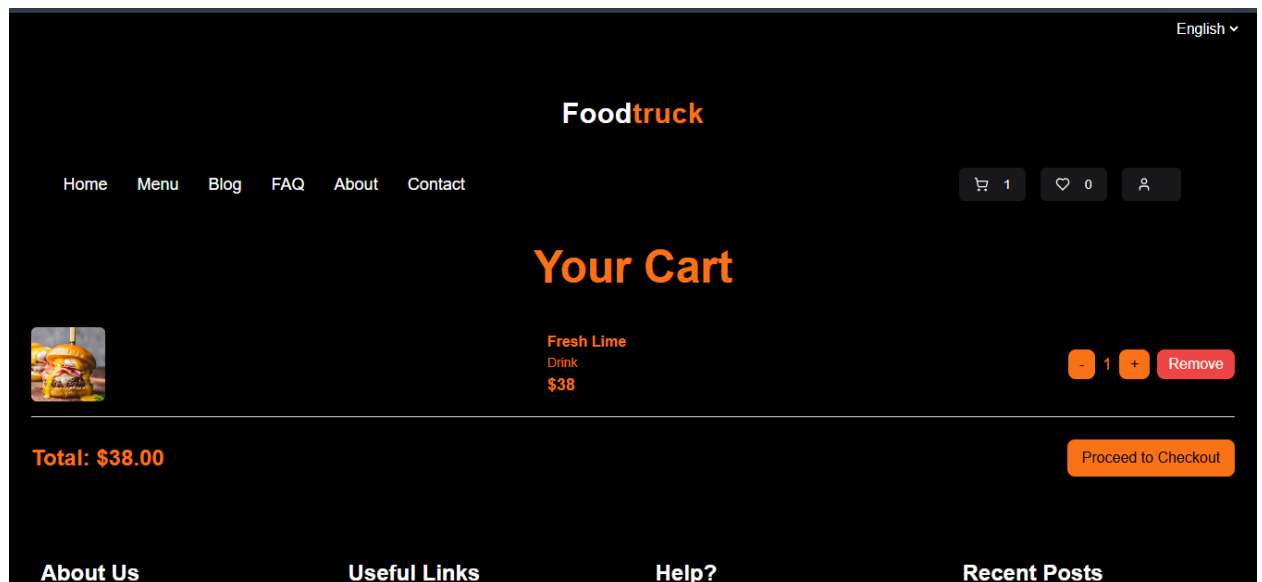 English
Foodtruck
Home Menu Blog FAQ About Contact 1 0
Your Cart
Fresh Lime
Drink
$38
- 1 + Remove
Total: $38.00 Proceed to Checkout
About Us Useful Links Help? Recent Posts